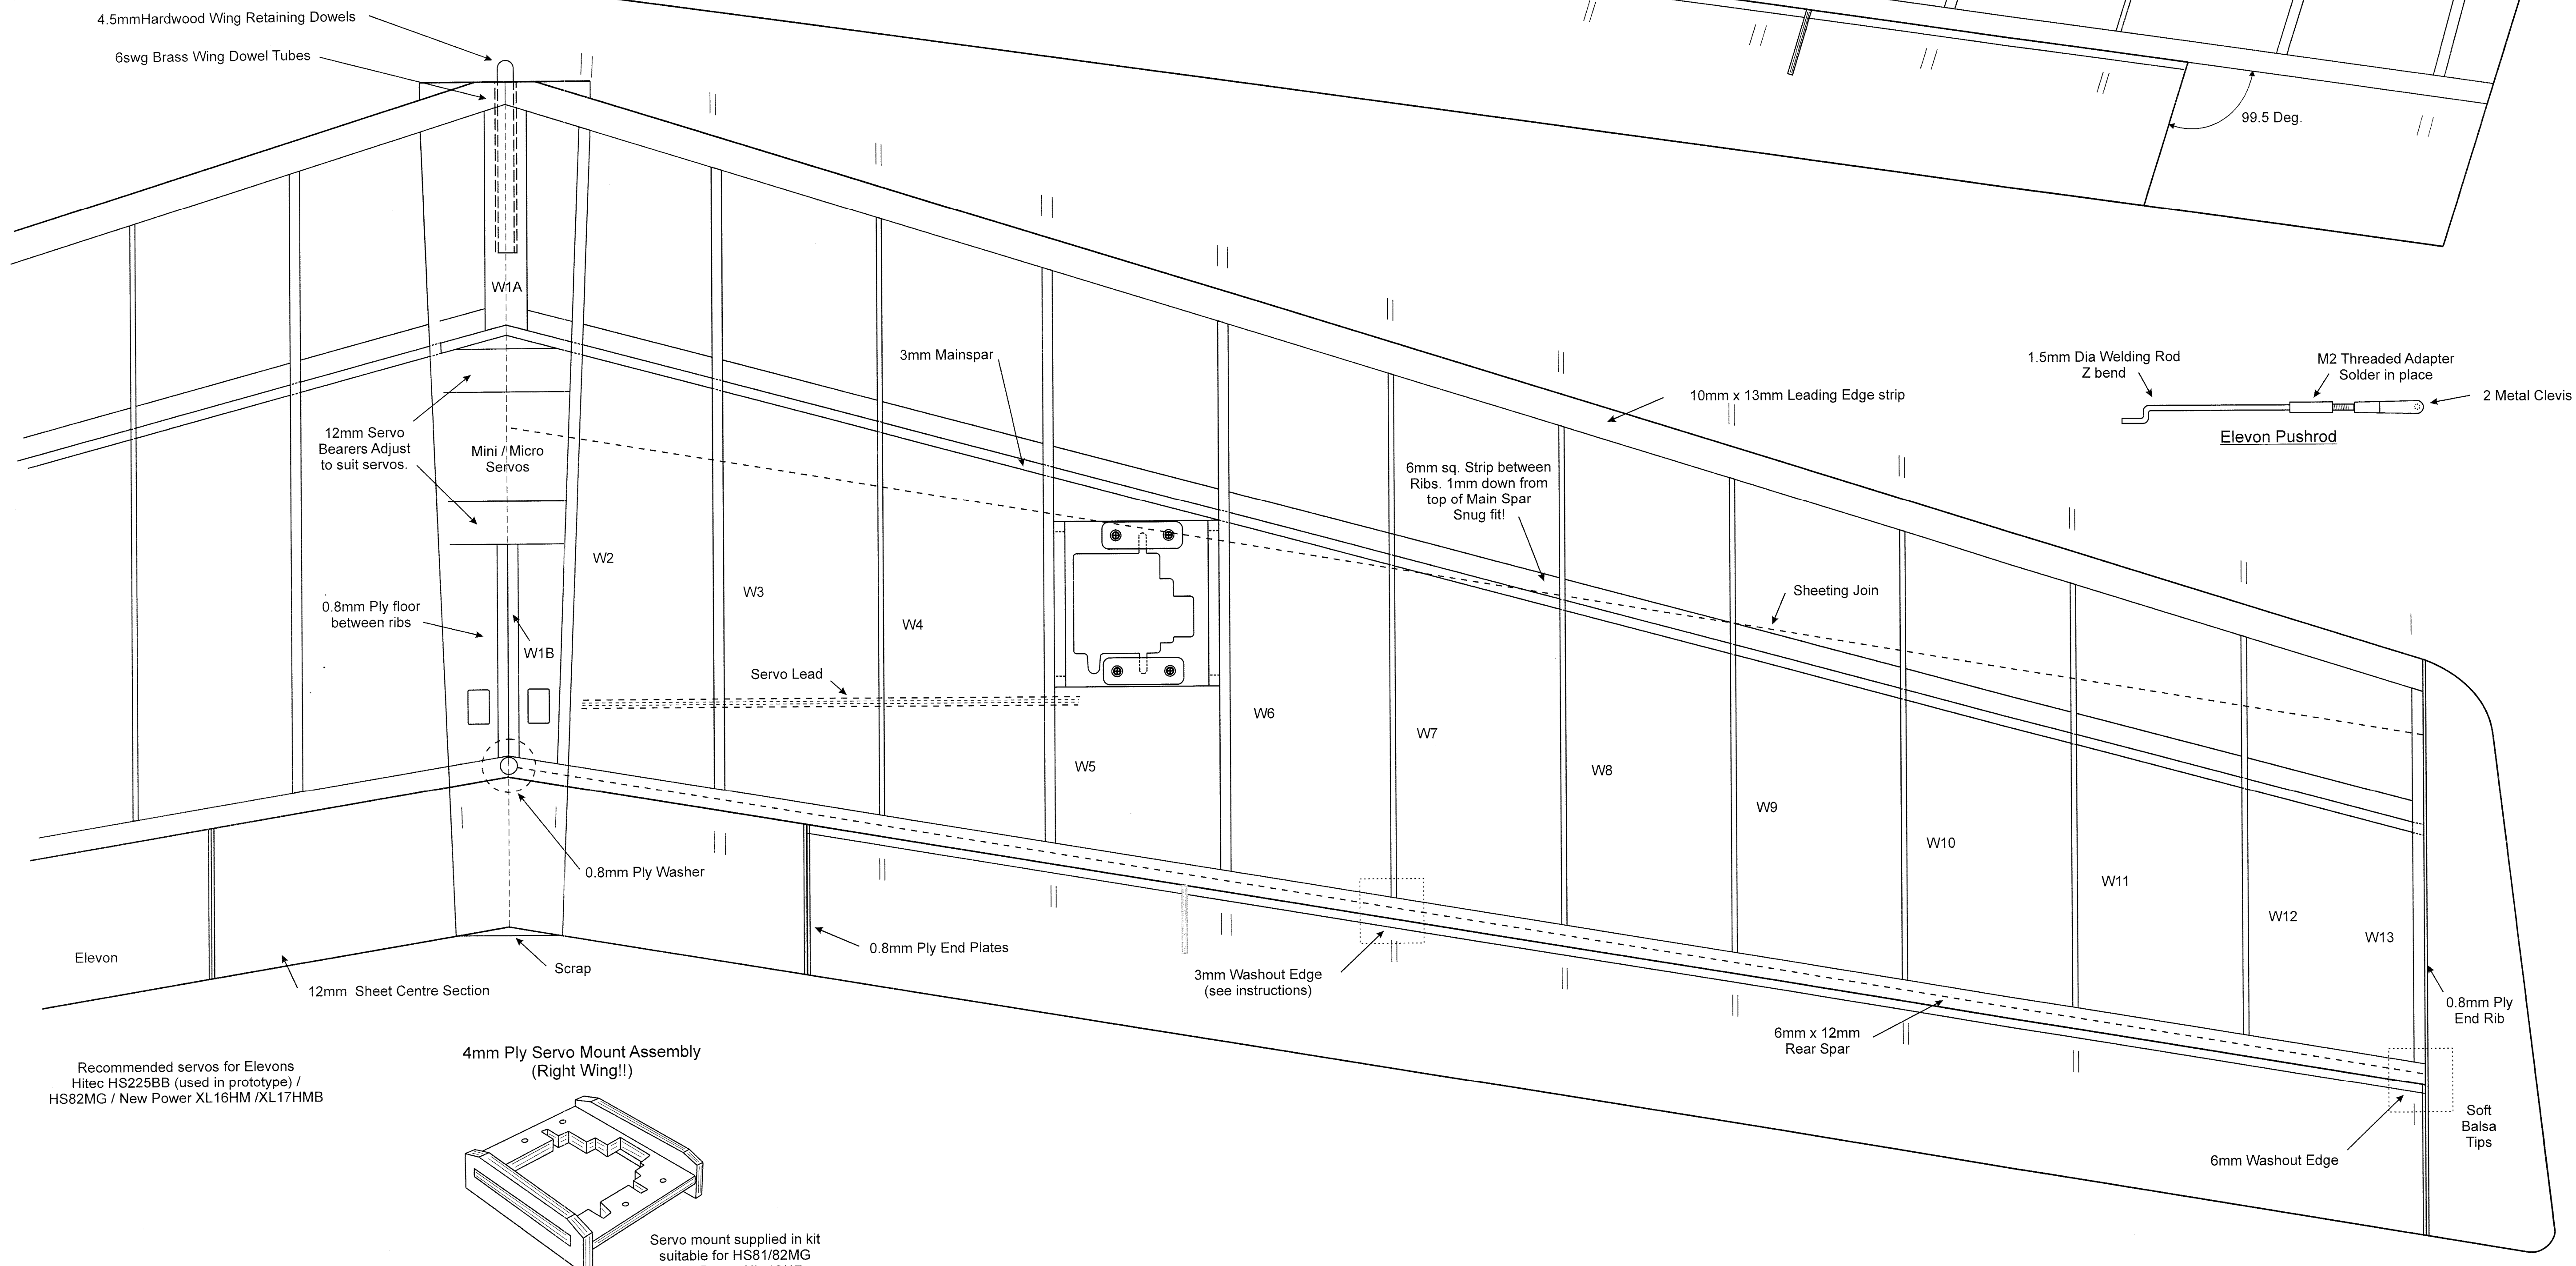 4.5mmHardwood Wing Retaining Dowels
6swg Brass Wing Dowel Tubes
99.5 Deg.
W1A
3mm Mainspar
10mm x 13mm Leading Edge strip
1.5mm Dia Welding Rod
Z bend
M2 Threaded Adapter
Solder in place
2 Metal Clevis
Elevon Pushrod
12mm Servo
Bearers Adjust
to suit servos.
Mini / Micro
Servos
6mm sq. Strip between
Ribs. 1mm down from
top of Main Spar
Snug fit!
Sheeting Join
0.8mm Ply floor
between ribs
W1B
W2
W3
W4
Servo Lead
W5
W6
W7
W8
W9
W10
W11
W12
W13
0.8mm Ply Washer
0.8mm Ply End Plates
Elevon
Scrap
12mm Sheet Centre Section
3mm Washout Edge
(see instructions)
6mm x 12mm
Rear Spar
0.8mm Ply
End Rib
Soft
Balsa
Tips
6mm Washout Edge
Recommended servos for Elevons
Hitec HS225BB (used in prototype) /
HS82MG / New Power XL16HM /XL17HMB
4mm Ply Servo Mount Assembly
(Right Wing!!)
Servo mount supplied in kit
suitable for HS81/82MG